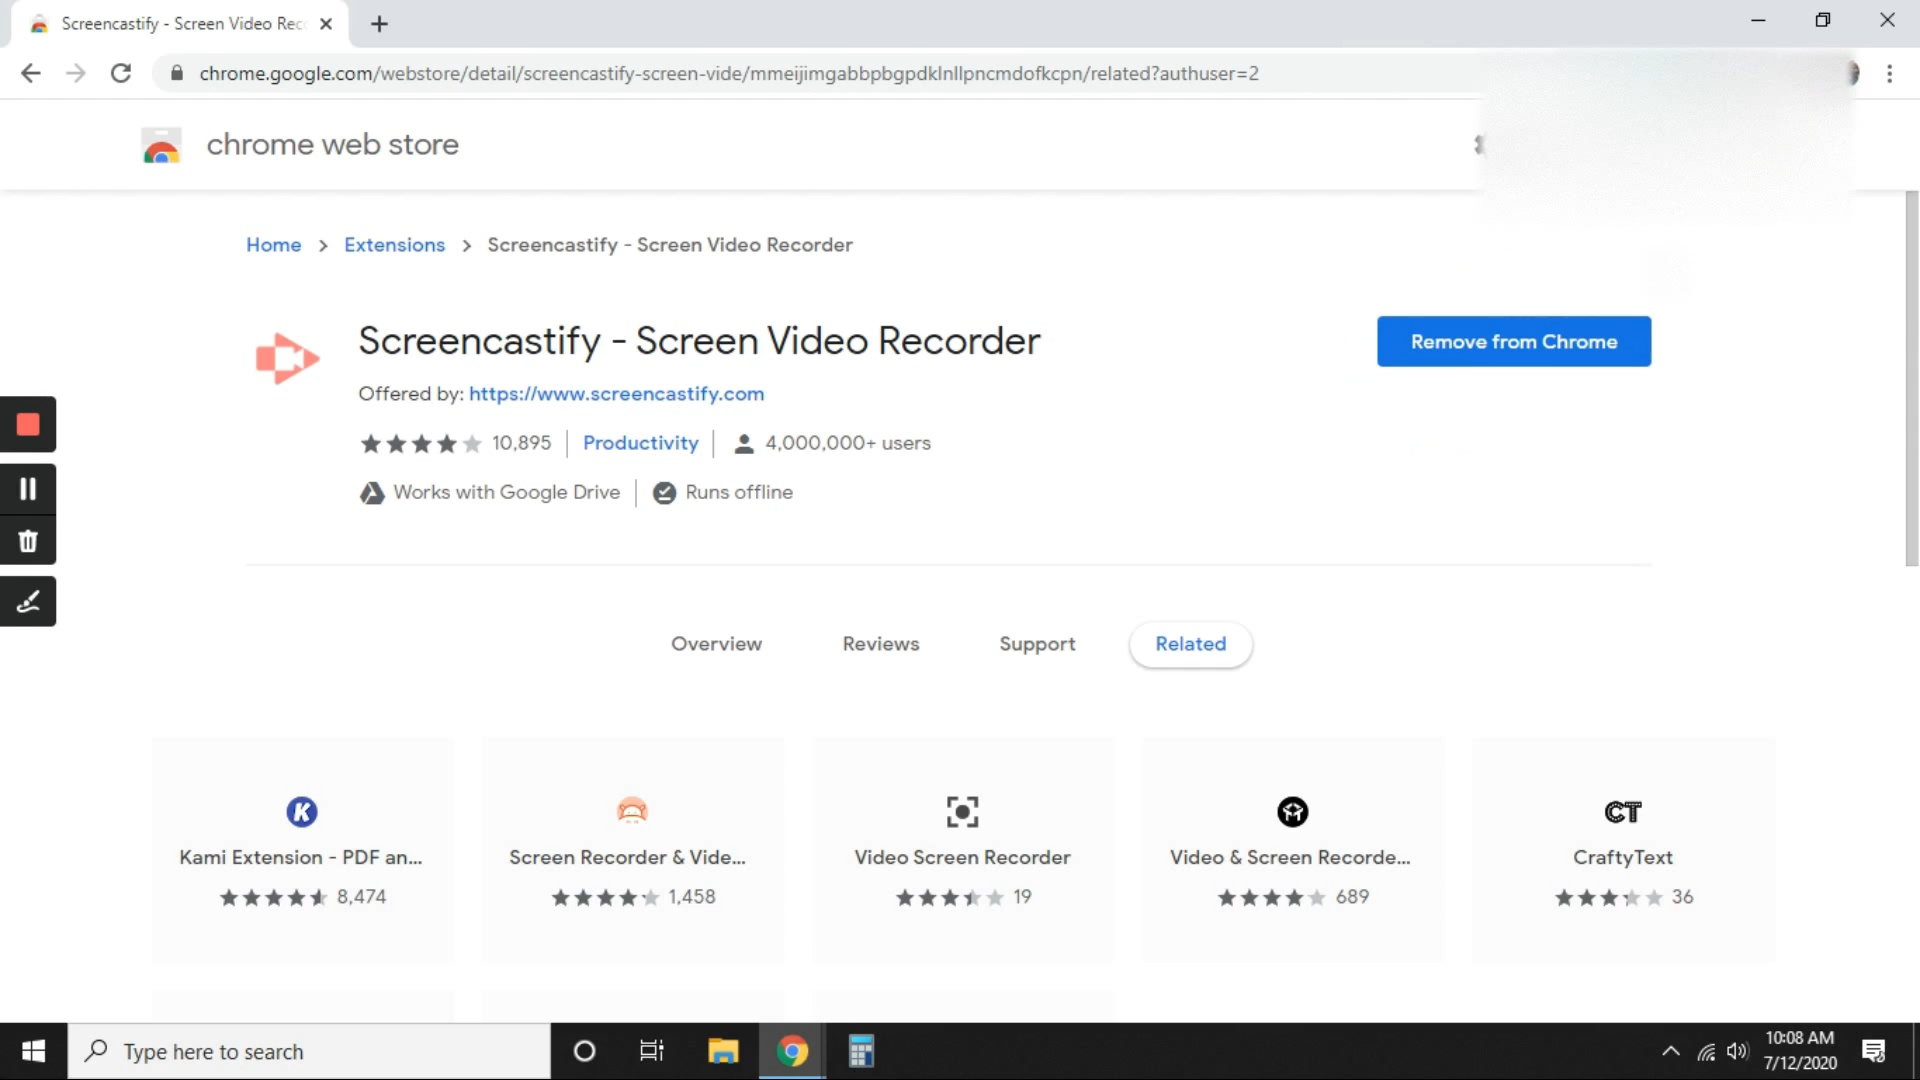 Screencastify - Screen Video Rec
chrome.google.com/webstore/detail/screencastify-screen-vide/mmeijimgabbpbgpdklnllpncmdofkcpn/related?authuser=2
chrome web store
Home > Extensions > Screencastify - Screen Video Recorder
Screencastify - Screen Video Recorder
Remove from Chrome
Offered by: https://www.screencastify.com
10,895 Productivity 4,000,000+ users
Works with Google Drive Runs offline
Overview Reviews Support Related
K CT
Kami Extension - PDF an... Screen Recorder & Vide... Video Screen Recorder Video & Screen Recorde... CraftyText
8,474 1,458 19 689 36
Type here to search
10:08 AM
7/12/2020